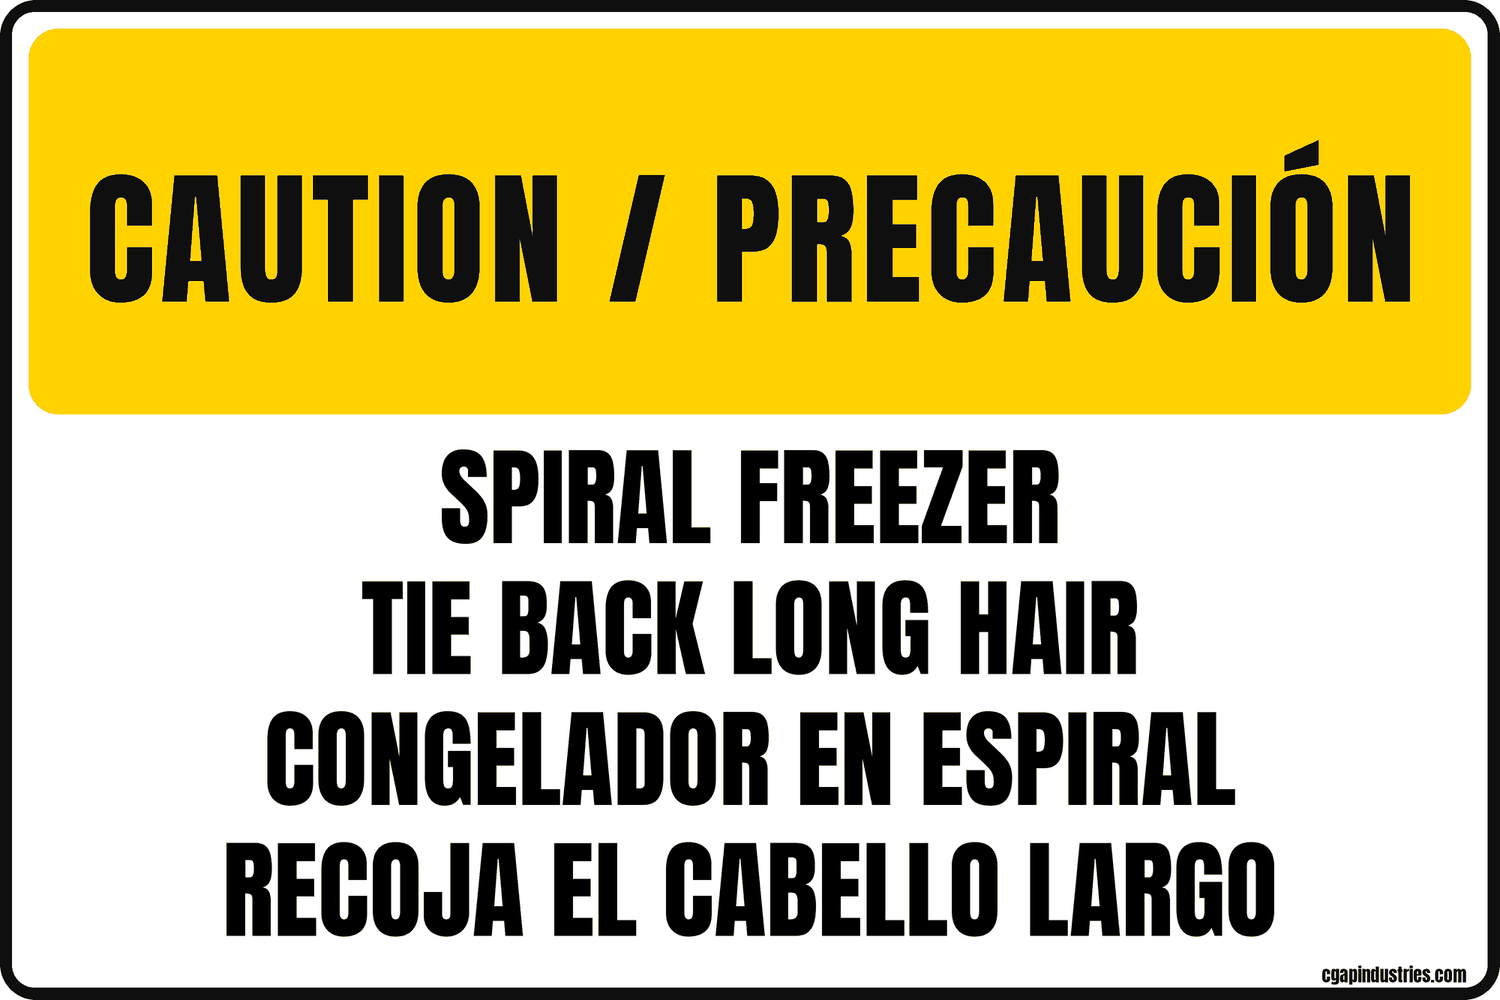 CAUTION / PRECAUCIÓN
SPIRAL FREEZER
TIE BACK LONG HAIR
CONGELADOR EN ESPIRAL
RECOJA EL CABELLO LARGO
cgapindustries.com